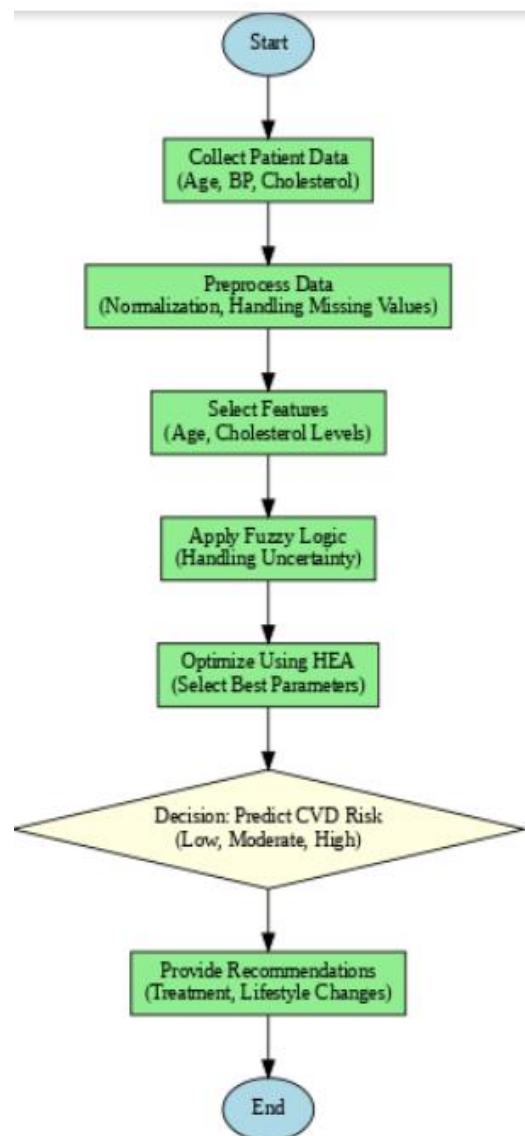 Start
Collect Patient Data
(Age, BP, Cholesterol)
Preprocess Data
(Normalization, Handling Missing Values)
Select Features
(Age, Cholesterol Levels)
Apply Fuzzy Logic
(Handling Uncertainty)
Optimize Using HEA
(Select Best Parameters)
Decision: Predict CVD Risk
(Low, Moderate, High)
Provide Recommendations
(Treatment, Lifestyle Changes)
End